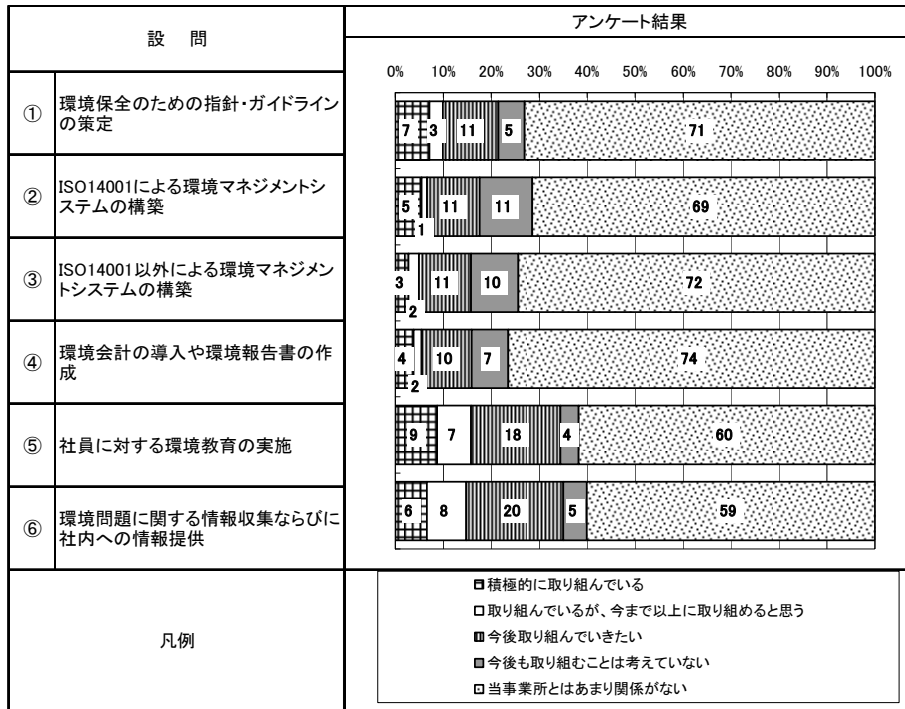 設 問
アンケート結果
0% 10% 20% 30% 40% 50% 60% 70% 80% 90% 100%
① 環境保全のための指針・ガイドライン
の策定
7 3 11 5 71
② ISO14001による環境マネジメントシ
ステムの構築
5 1 11 11 69
③ ISO14001以外による環境マネジメン
トシステムの構築
3 2 11 10 72
④ 環境会計の導入や環境報告書の作
成
4 2 10 7 74
⑤ 社員に対する環境教育の実施
9 7 18 4 60
⑥ 環境問題に関する情報収集ならびに
社内への情報提供
6 8 20 5 59
凡例
積極的に取り組んでいる
取り組んでいるが、今まで以上に取り組めると思う
今後取り組んでいきたい
今後も取り組むことは考えていない
当事業所とはあまり関係がない